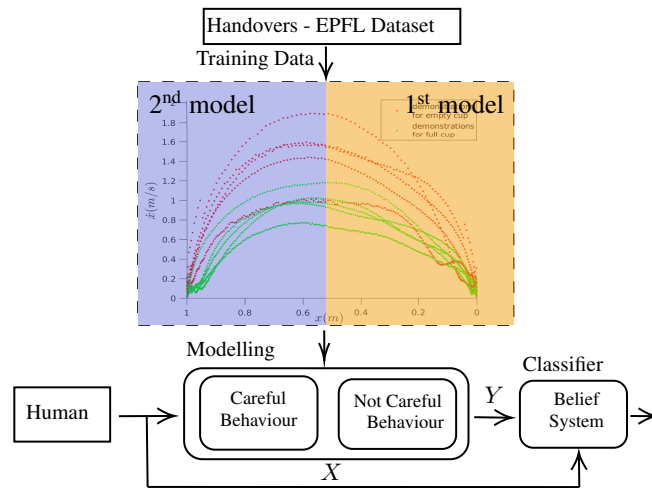 Handovers - EPFL Dataset
Training Data
2nd model
1st model
demonstrations
for empty cup
demonstrations
for full cup
2
1.8
1.6
1.4
1.2
1
0.8
0.6
0.4
0.2
0
ẋ(m/s)
1
0.8
0.6
0.4
0.2
0
x(m)
Modelling
Classifier
Human
Careful
Behaviour
Not Careful
Behaviour
Y
Belief
System
X